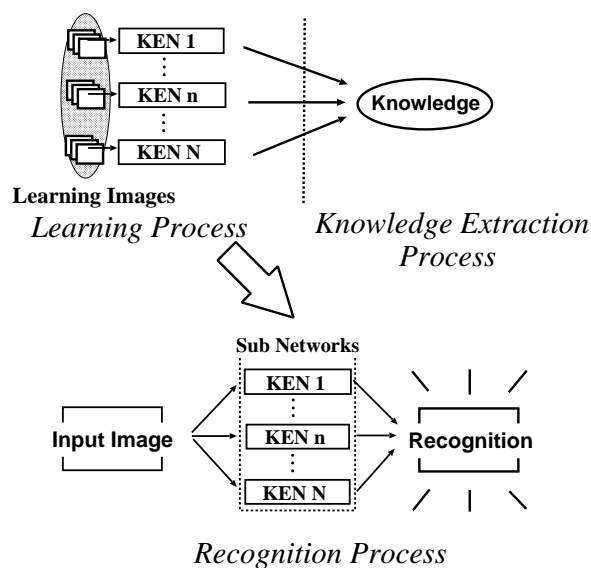 KEN 1
KEN n
KEN N
Knowledge
Learning Images
Learning Process
Knowledge Extraction
Process
Sub Networks
KEN 1
Input Image
KEN n
Recognition
KEN N
Recognition Process